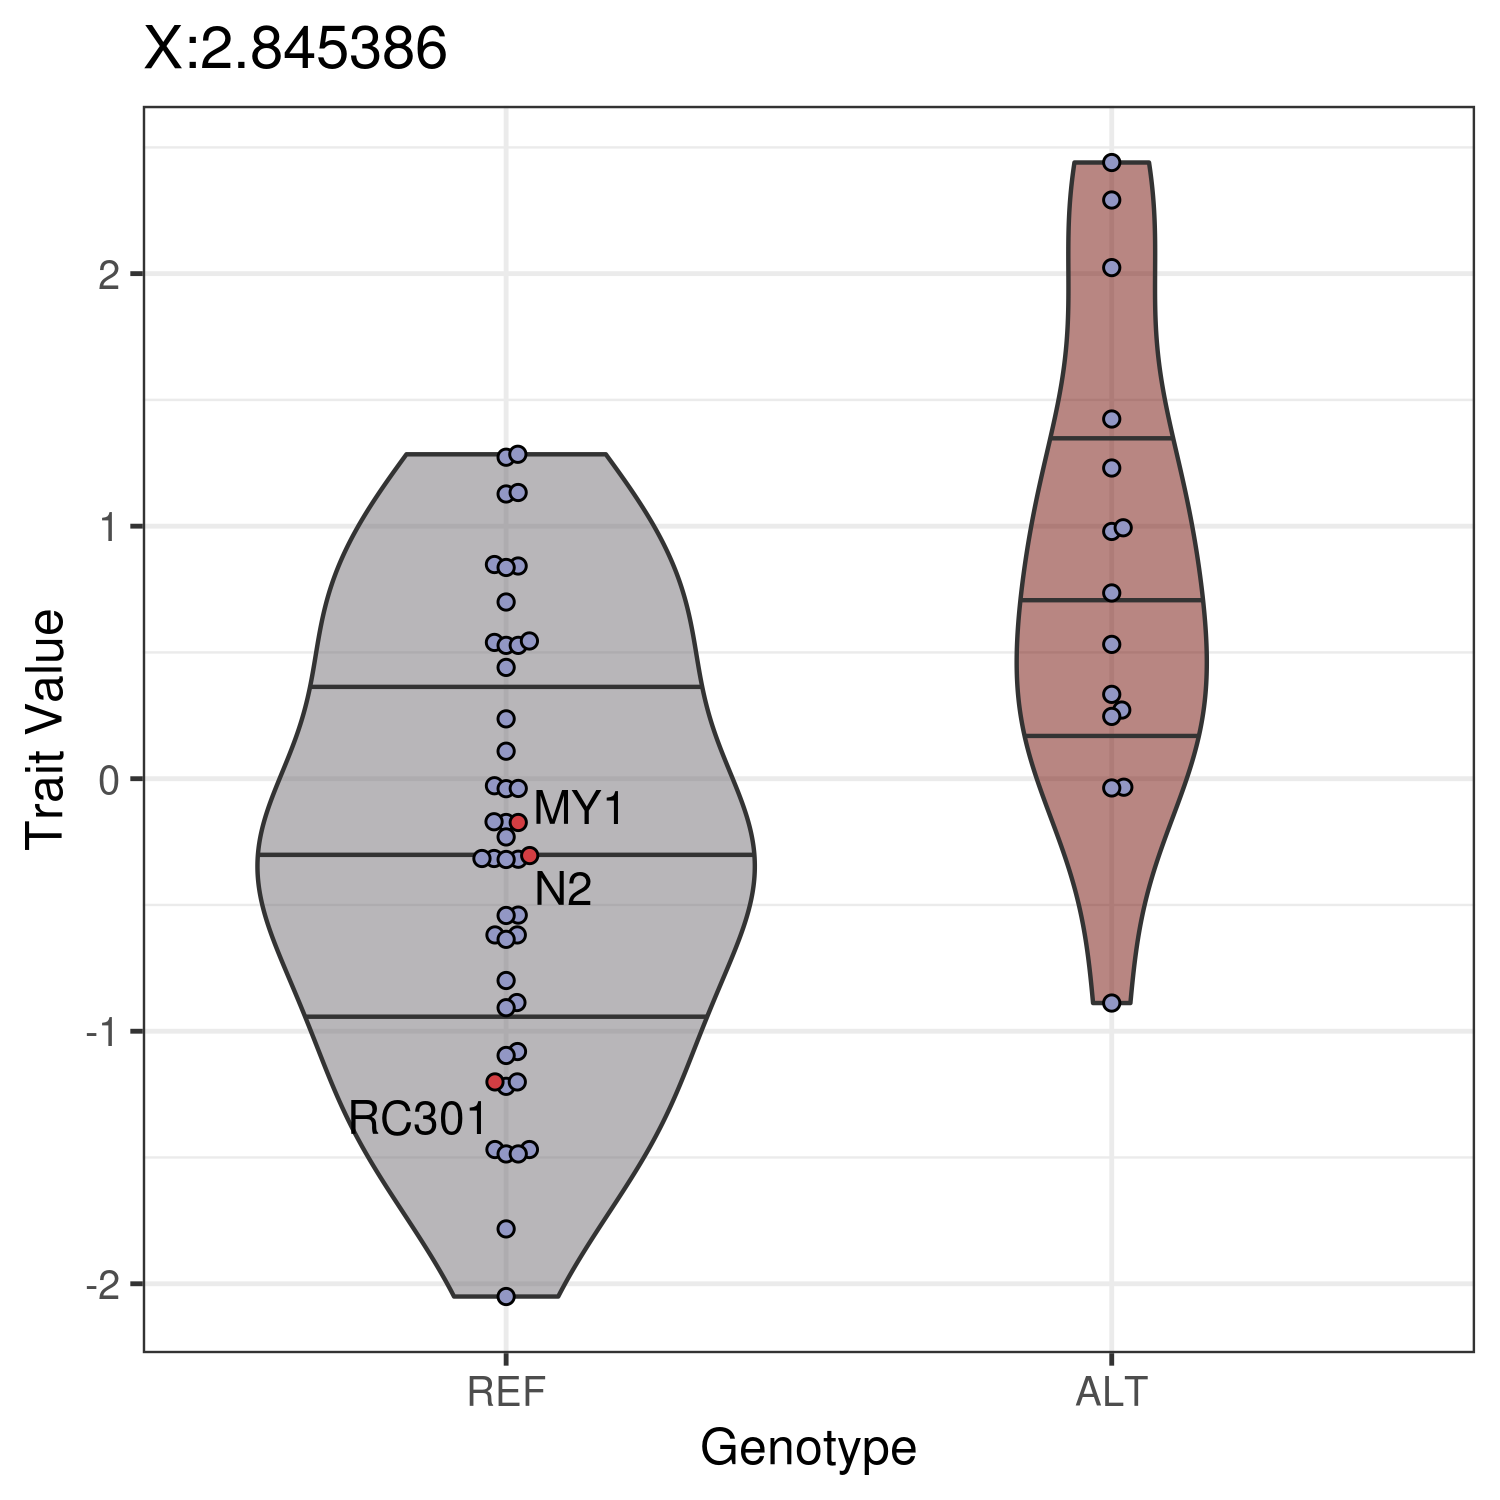 X:2.845386
Trait Value
2
1
0
-1
-2
MY1
N2
RC301
REF
ALT
Genotype